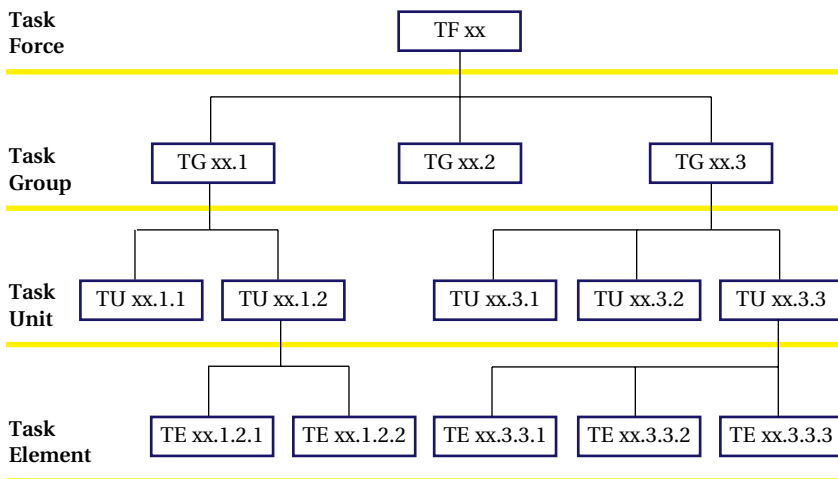 Task
Force
TF xx
Task
Group
TG xx.1
TG xx.2
TG xx.3
Task
Unit
TU xx.1.1
TU xx.1.2
TU xx.3.1
TU xx.3.2
TU xx.3.3
Task
Element
TE xx.1.2.1
TE xx.1.2.2
TE xx.3.3.1
TE xx.3.3.2
TE xx.3.3.3